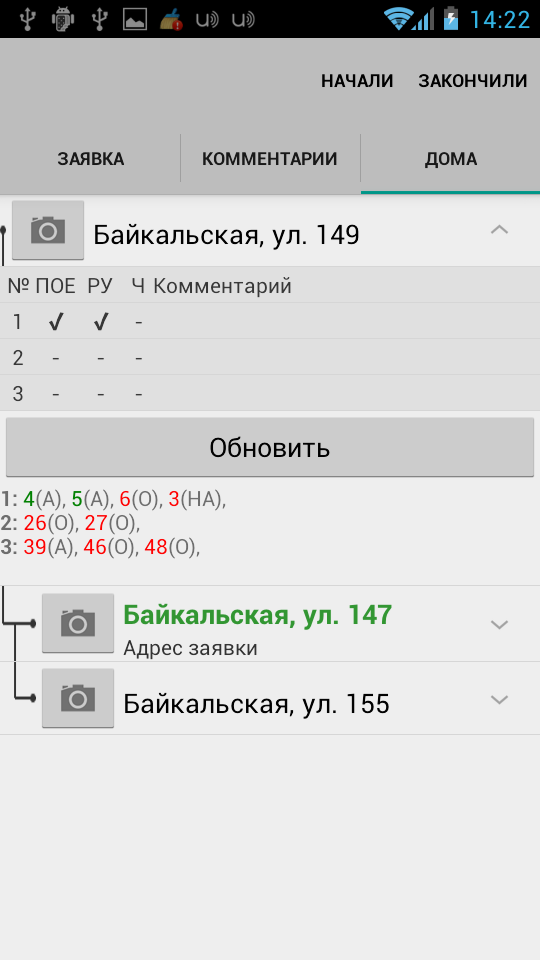 14:22
НАЧАЛИ ЗАКОНЧИЛИ
ЗАЯВКА КОММЕНТАРИИ ДОМА
Байкальская, ул. 149
№ ПОЕ РУ Ч Комментарий
1 ✓ ✓ -
2 - - -
3 - - -
Обновить
1: 4(А), 5(А), 6(О), 3(НА),
2: 26(О), 27(О),
3: 39(А), 46(О), 48(О),
Байкальская, ул. 147
Адрес заявки
Байкальская, ул. 155